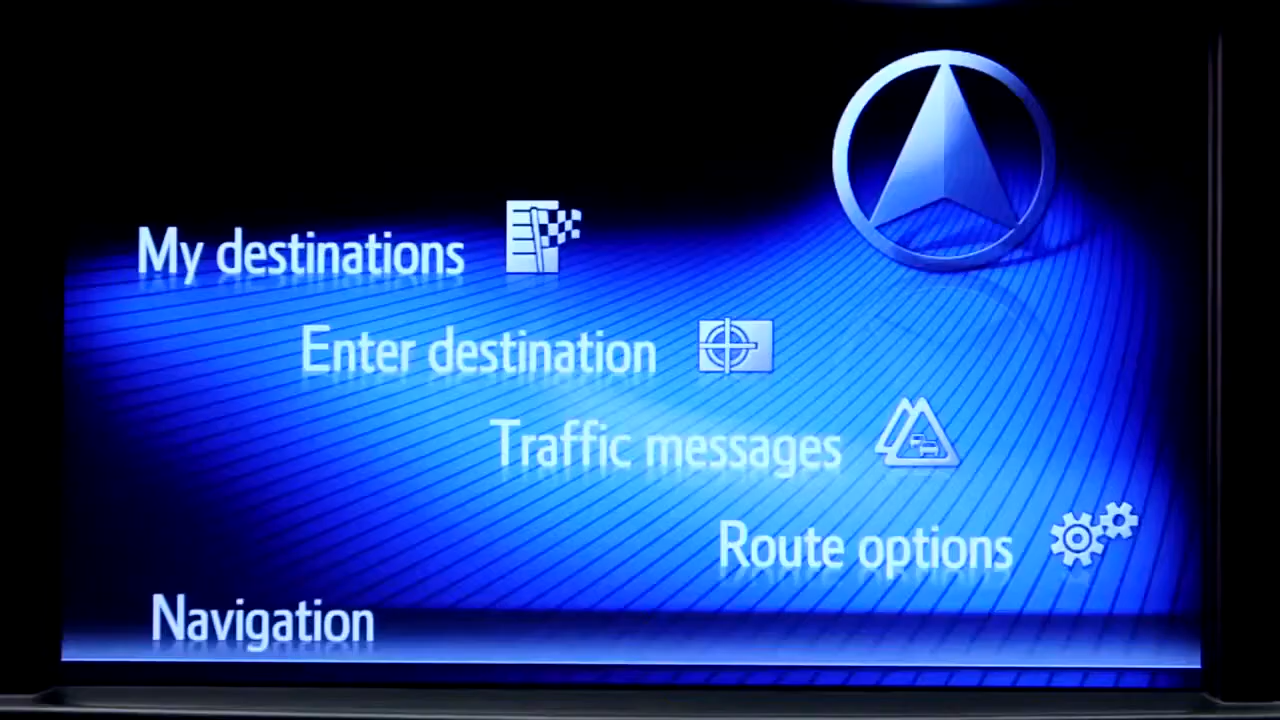 My destinations
Enter destination
Traffic messages
Route options
Navigation